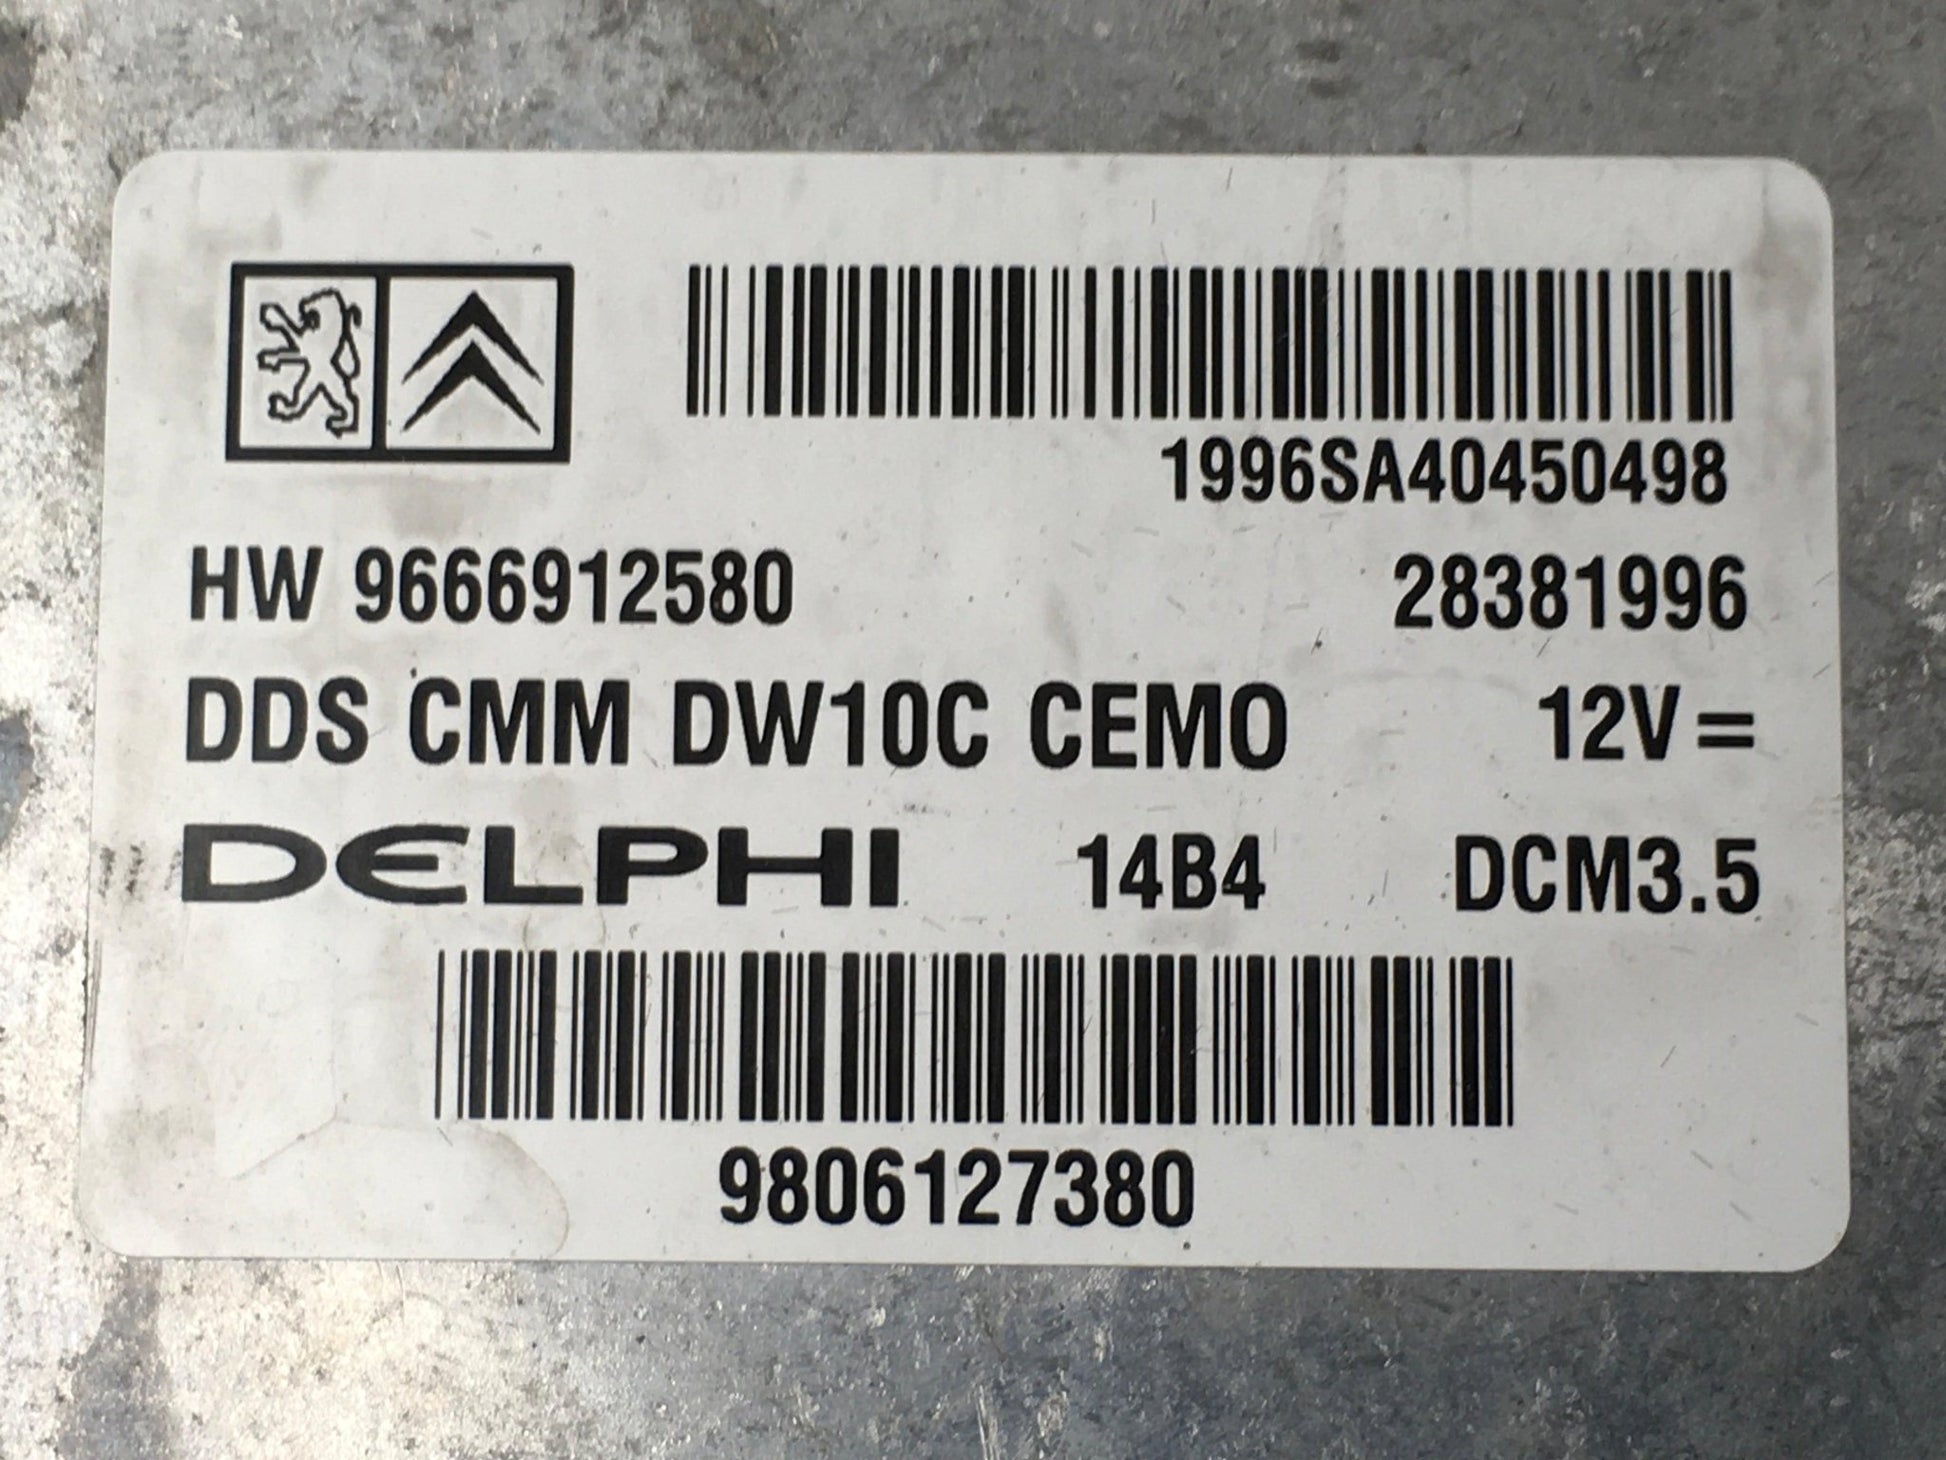 1996SA40450498
HW 9666912580 28381996
DDS CMM DW10C CEMO 12V=
DELPHI 14B4 DCM3.5
9806127380